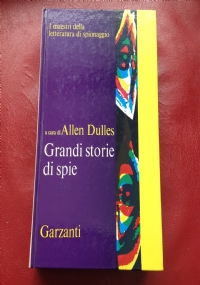 I maestri della
letteratura di spionaggio
a cura di Allen Dulles
Grandi storie
di spie
Garzanti